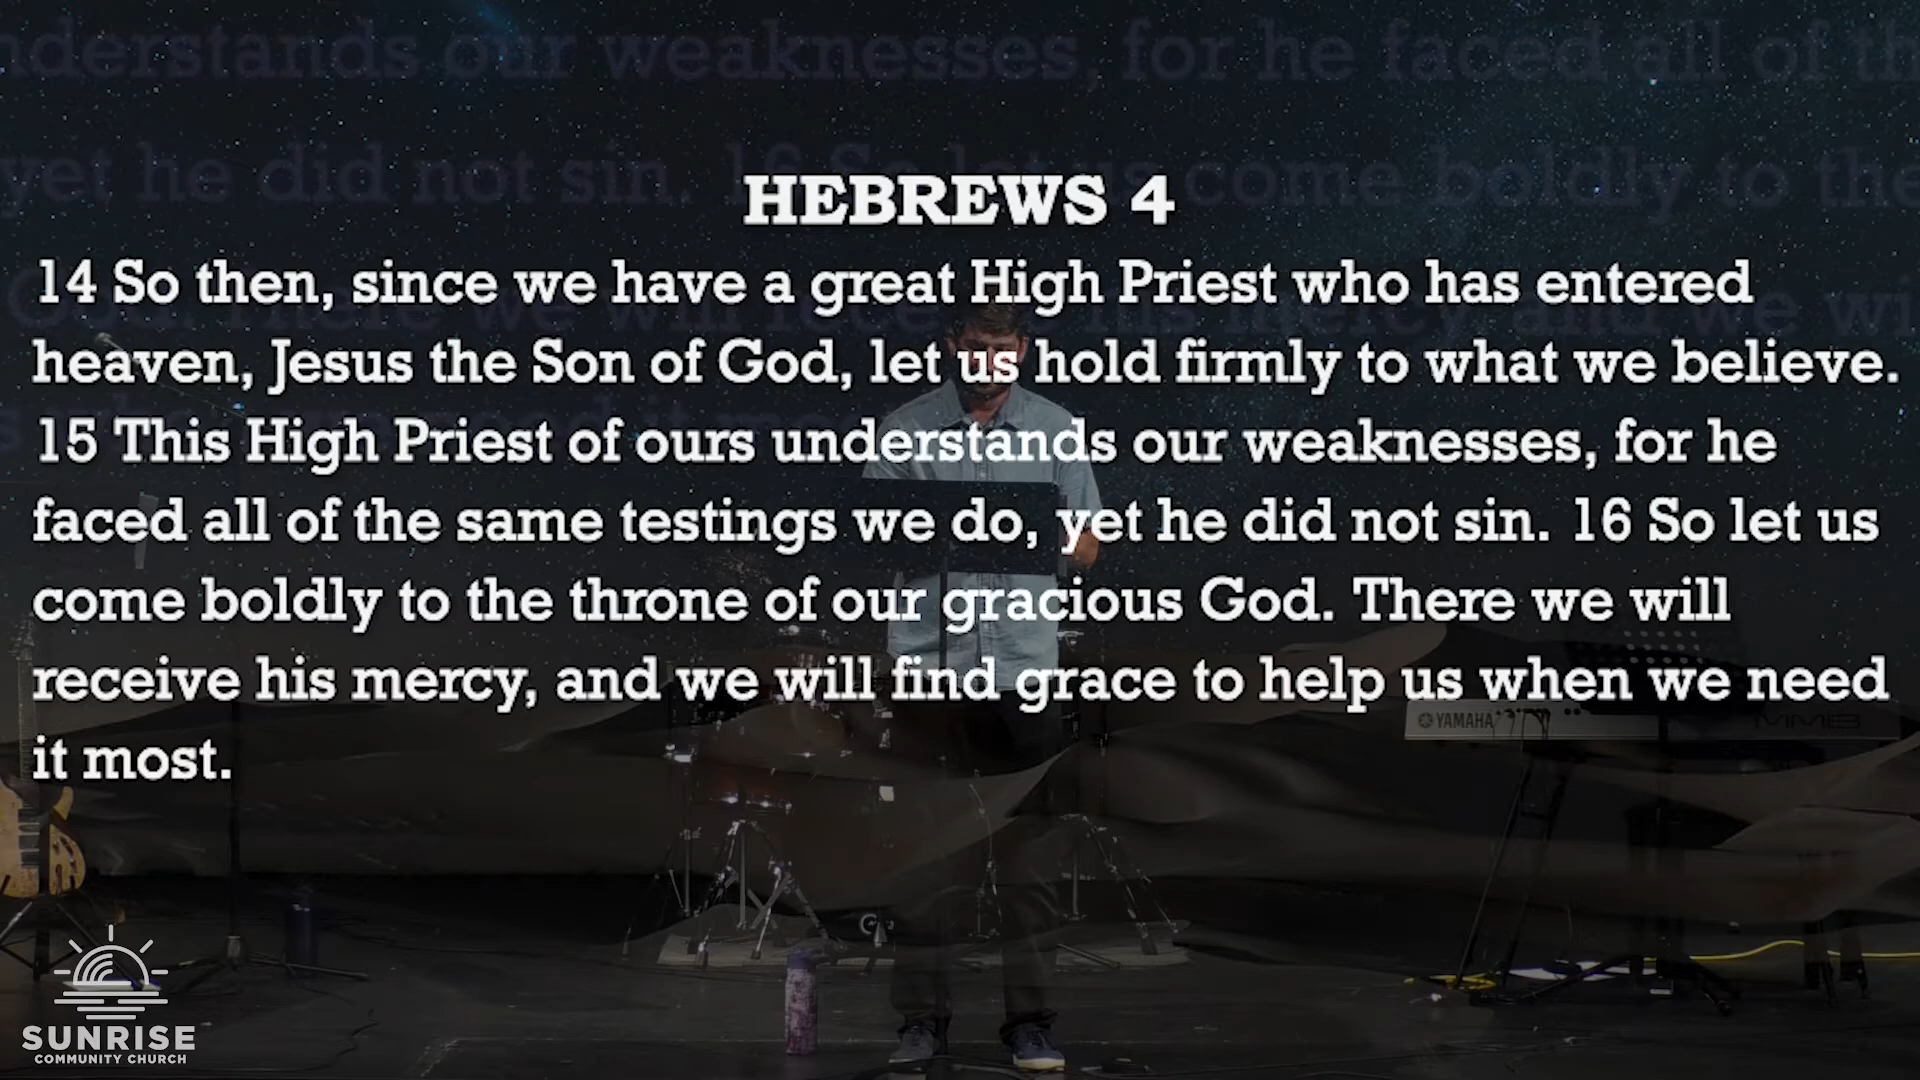 nderstands our weaknesses, for he faced all of th
yet he did not sin. 16 So let us come boldly to the
HEBREWS 4
14 So then, since we have a great High Priest who has entered
heaven, Jesus the Son of God, let us hold firmly to what we believe.
15 This High Priest of ours understands our weaknesses, for he
faced all of the same testings we do, yet he did not sin. 16 So let us
come boldly to the throne of our gracious God. There we will
receive his mercy, and we will find grace to help us when we need
it most.
YAMAHA
SUNRISE
COMMUNITY CHURCH